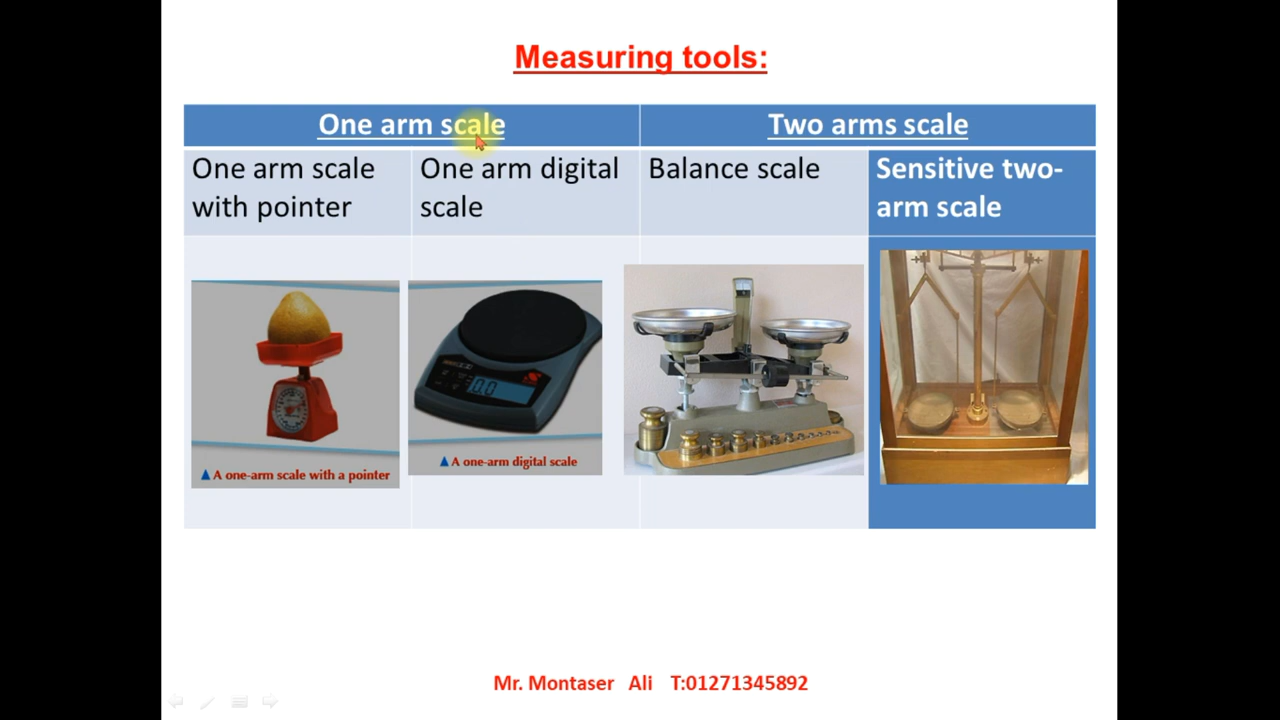 Measuring tools:
One arm scale
Two arms scale
One arm scale
with pointer
One arm digital
scale
Balance scale
Sensitive two-
arm scale
▲ A one-arm scale with a pointer
0.0
▲ A one-arm digital scale
Mr. Montaser Ali T:01271345892